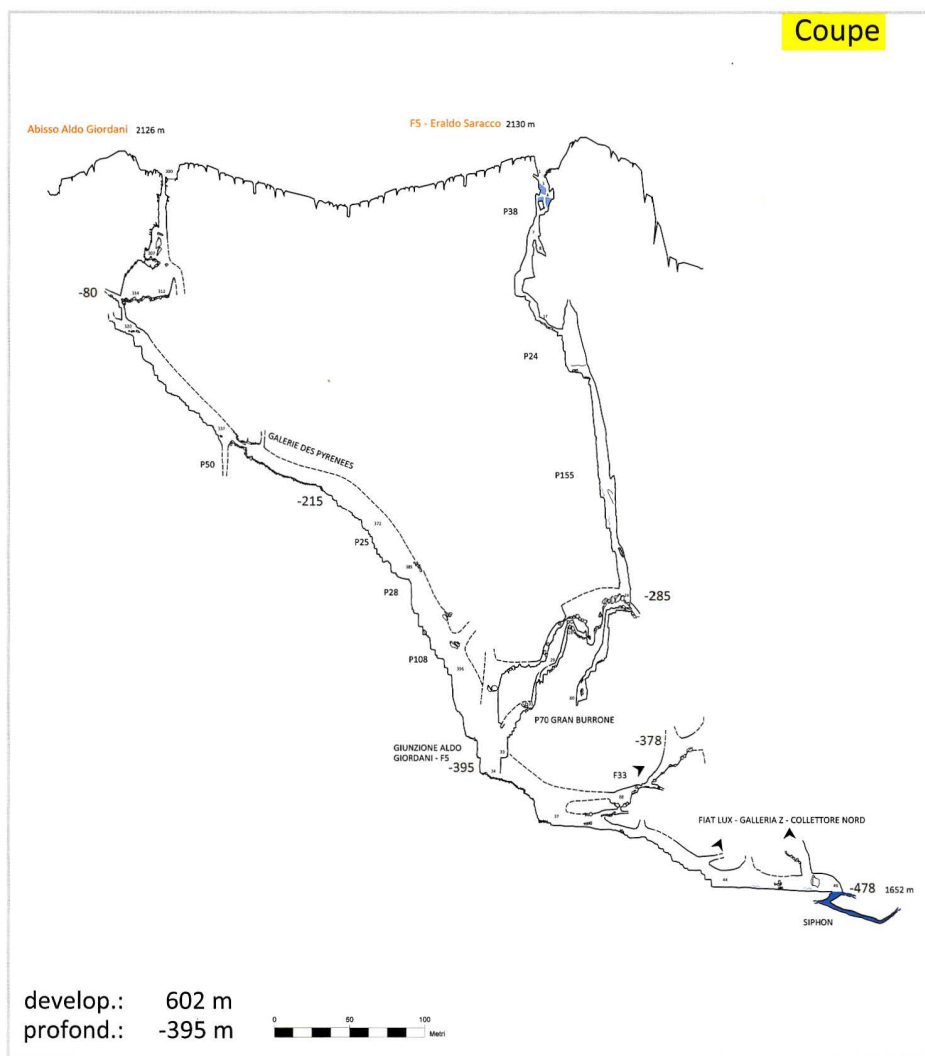 Coupe
Abisso Aldo Giordani 2126 m
F5 - Eraldo Saracco 2130 m
P38
-80
P24
GALERIE DES PYRENEES
P50
P155
-215
P25
P28
-285
P108
P70 GRAN BURRONE
GIUNZIONE ALDO
GIORDANI - F5
-395
-378
F33
FIAT LUX - GALLERIA Z - COLLETTORE NORD
-478 1652 m
SIPHON
develop.: 602 m
profond.: -395 m
0 50 100
Metri